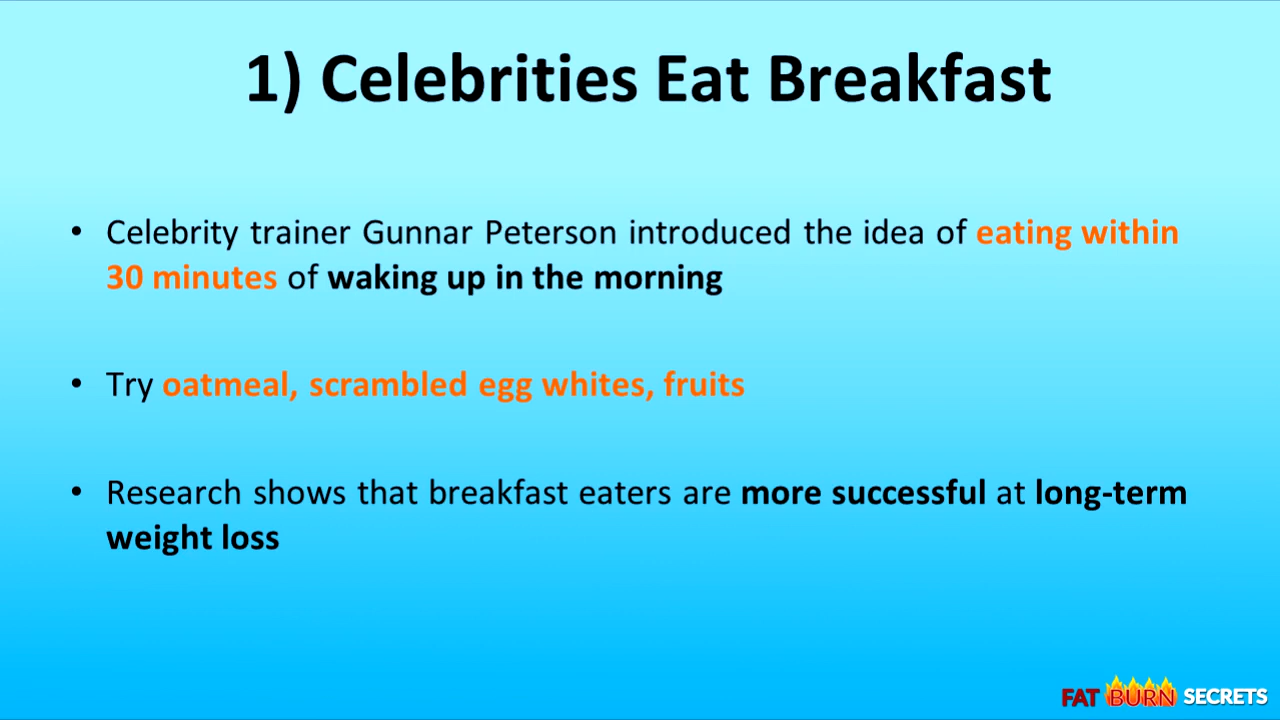 1) Celebrities Eat Breakfast
• Celebrity trainer Gunnar Peterson introduced the idea of eating within
30 minutes of waking up in the morning
• Try oatmeal, scrambled egg whites, fruits
• Research shows that breakfast eaters are more successful at long-term
weight loss
FAT BURN SECRETS